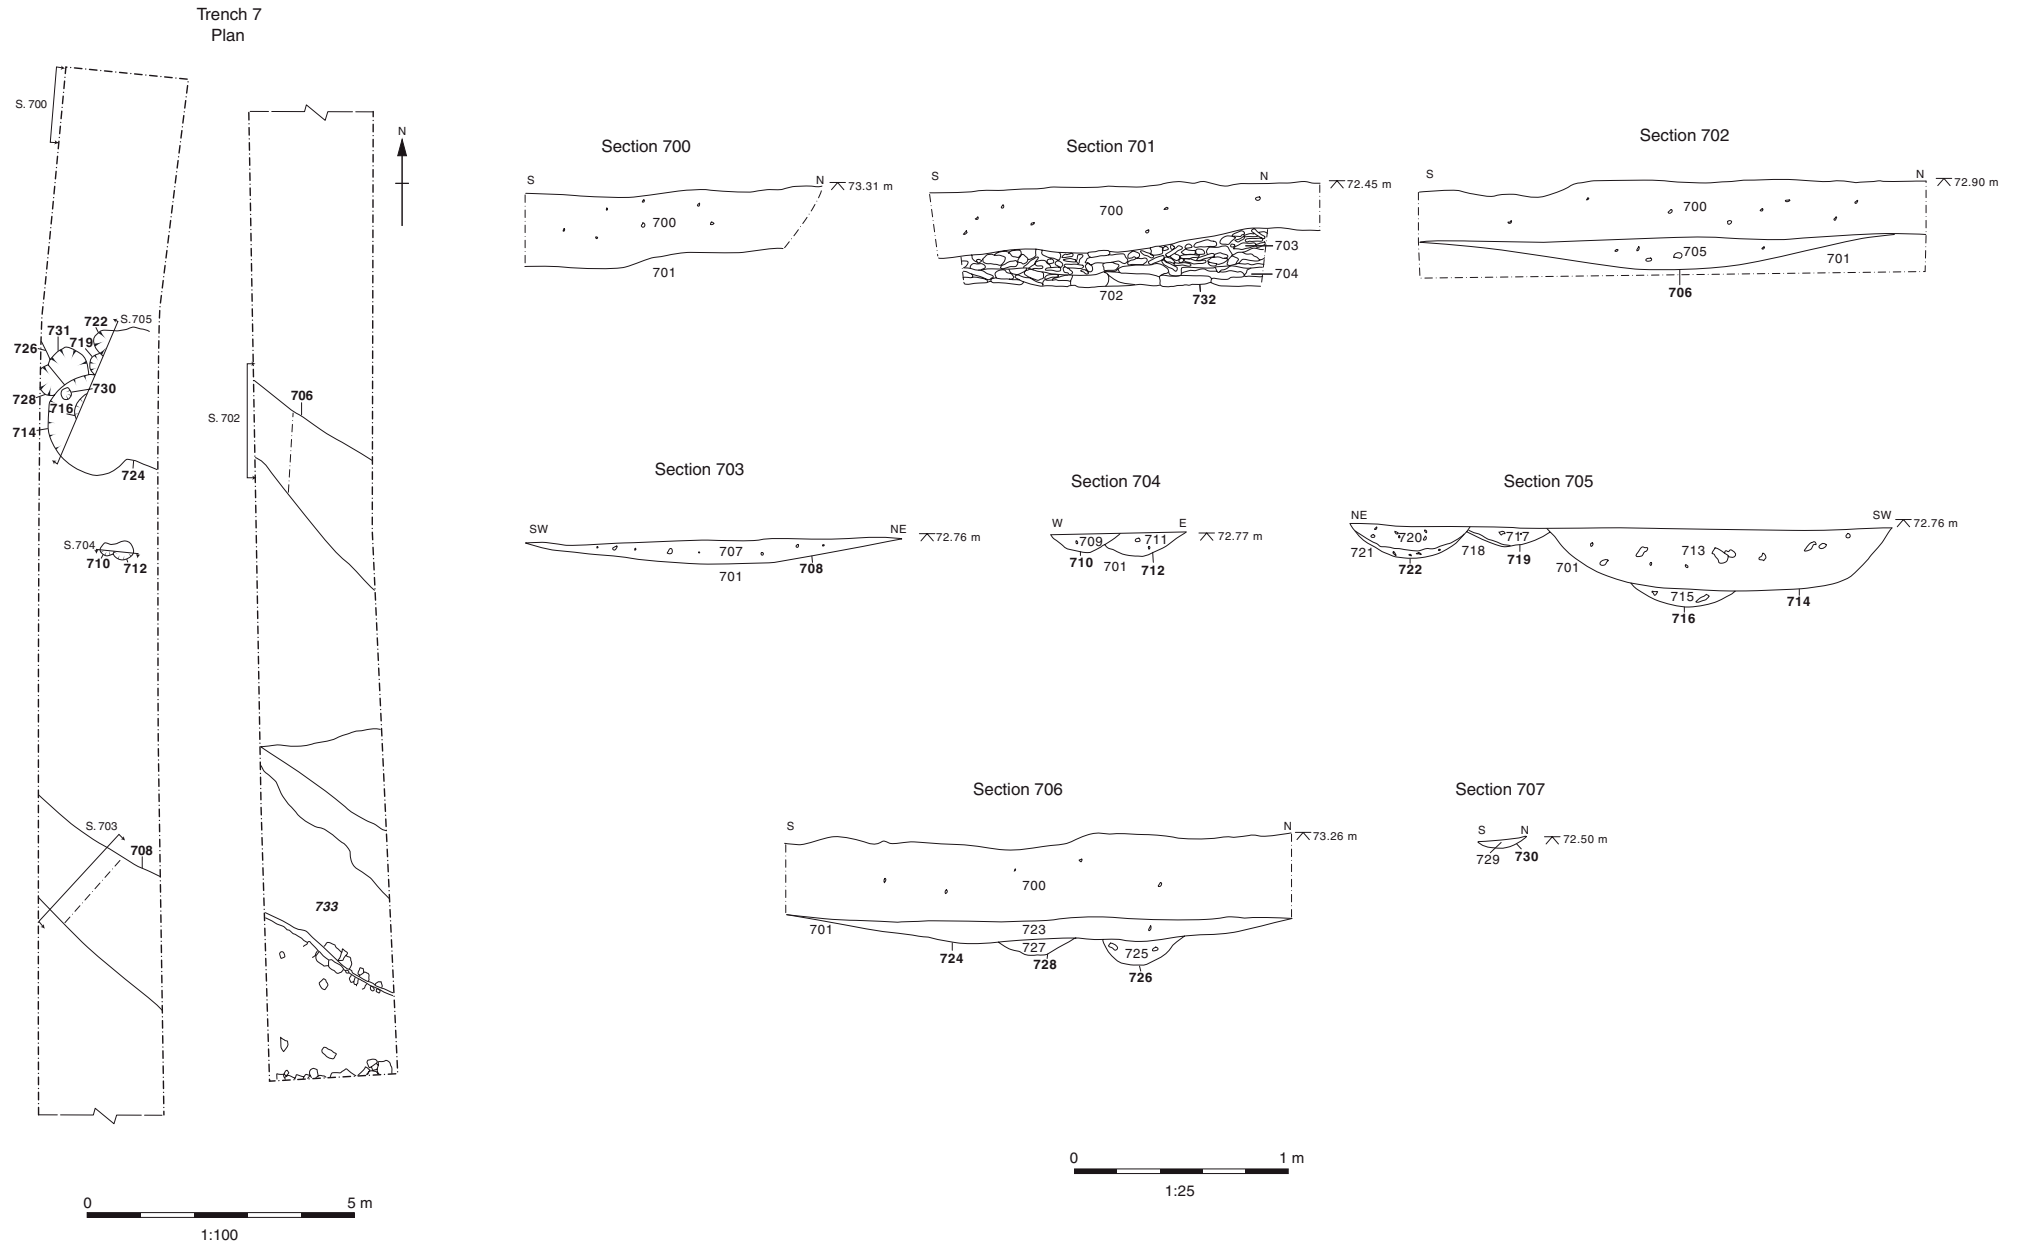 Trench 7
Plan
S. 700
N
S.705
722
731
719
726
730
728
716
714
724
S.704
710
712
S. 703
708
S. 702
706
733
0
5 m
1:100
Section 700
S
N
73.31 m
700
701
Section 701
S
N
72.45 m
700
703
704
702
732
Section 702
S
N
72.90 m
700
705
701
706
Section 703
SW
NE
72.76 m
707
701
708
Section 704
W
E
72.77 m
709
711
710
701
712
Section 705
NE
SW
72.76 m
720
717
713
721
718
719
701
722
715
714
716
Section 706
S
N
73.26 m
700
701
723
727
725
724
728
726
Section 707
S
N
72.50 m
729
730
0
1 m
1:25